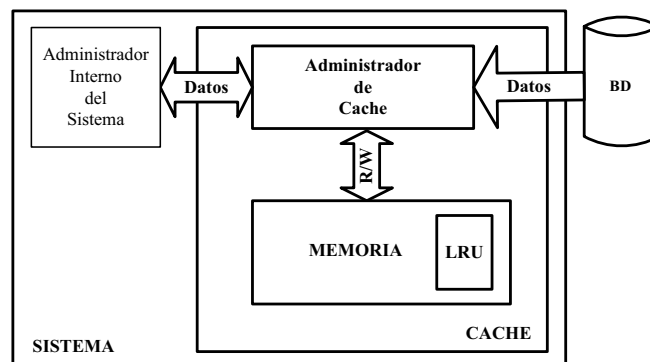 Administrador
Interno
del
Sistema
Datos
Administrador
de
Cache
Datos
BD
R/W
MEMORIA
LRU
SISTEMA
CACHE